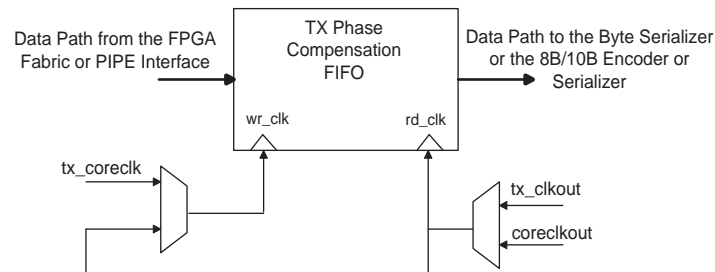 TX Phase
Compensation
FIFO
Data Path from the FPGA
Fabric or PIPE Interface
Data Path to the Byte Serializer
or the 8B/10B Encoder or
Serializer
wr_clk
rd_clk
tx_coreclk
tx_clkout
coreclkout